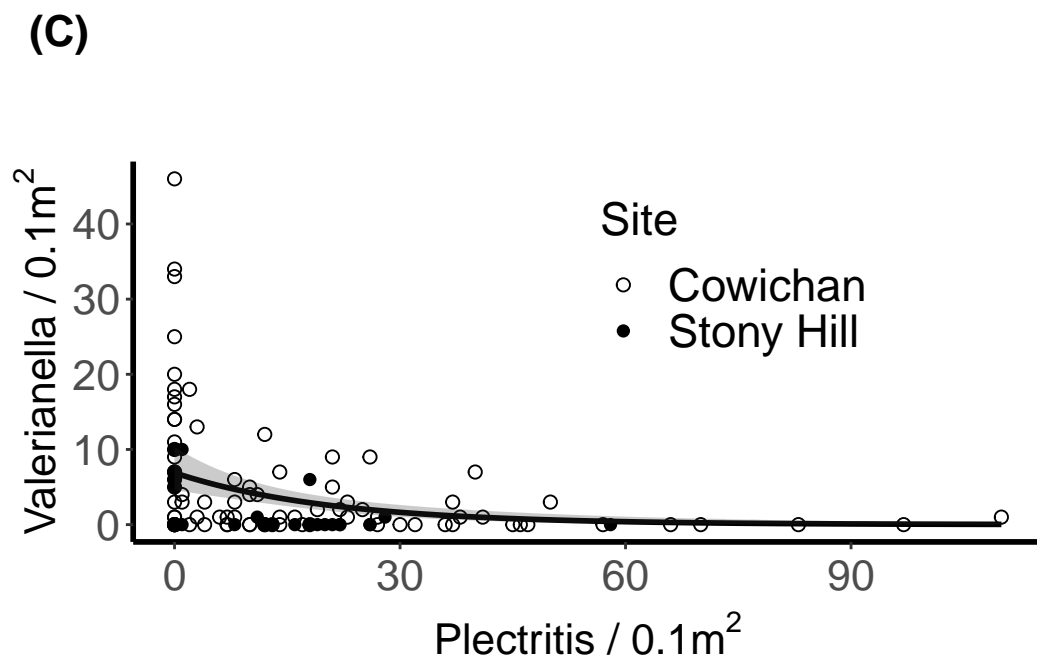 (C)
Valerianella / 0.1m²
40
30
20
10
0
Site
Cowichan
Stony Hill
0 30 60 90
Plectritis / 0.1m²